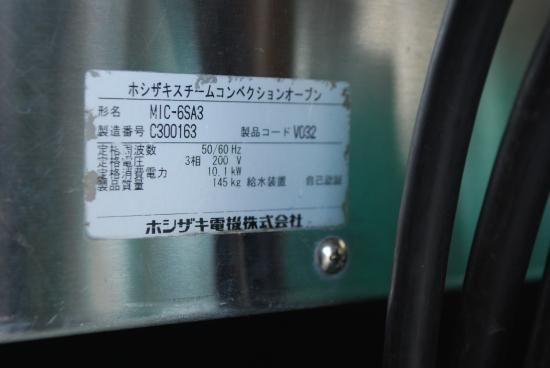 ホシザキスチームコンベクションオーブン
形名 MIC-6SA3
製造番号 C300163 製品コード V032
定格周波数 50/60 Hz
定格電圧 3相 200 V
定格消費電力 10.1 kW
製品質量 145kg 給水装置 自己認証
ホシザキ電機株式会社